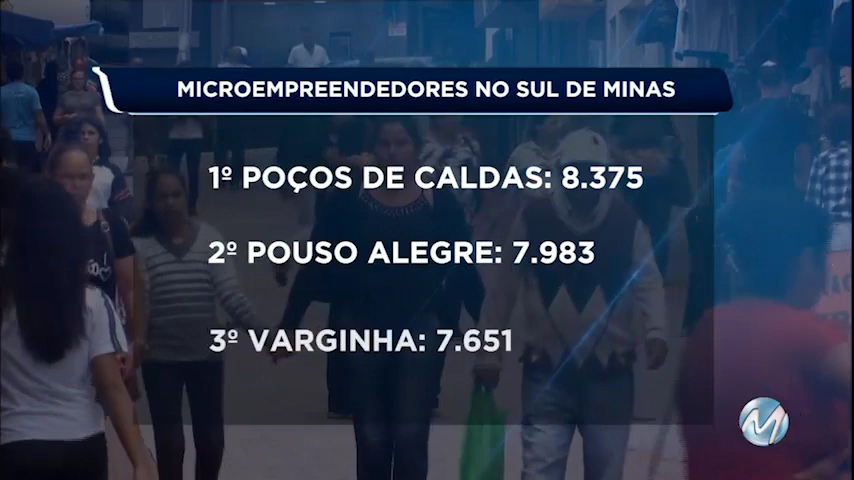 MICROEMPREENDEDORES NO SUL DE MINAS
1º POÇOS DE CALDAS: 8.375
2º POUSO ALEGRE: 7.983
3º VARGINHA: 7.651
M